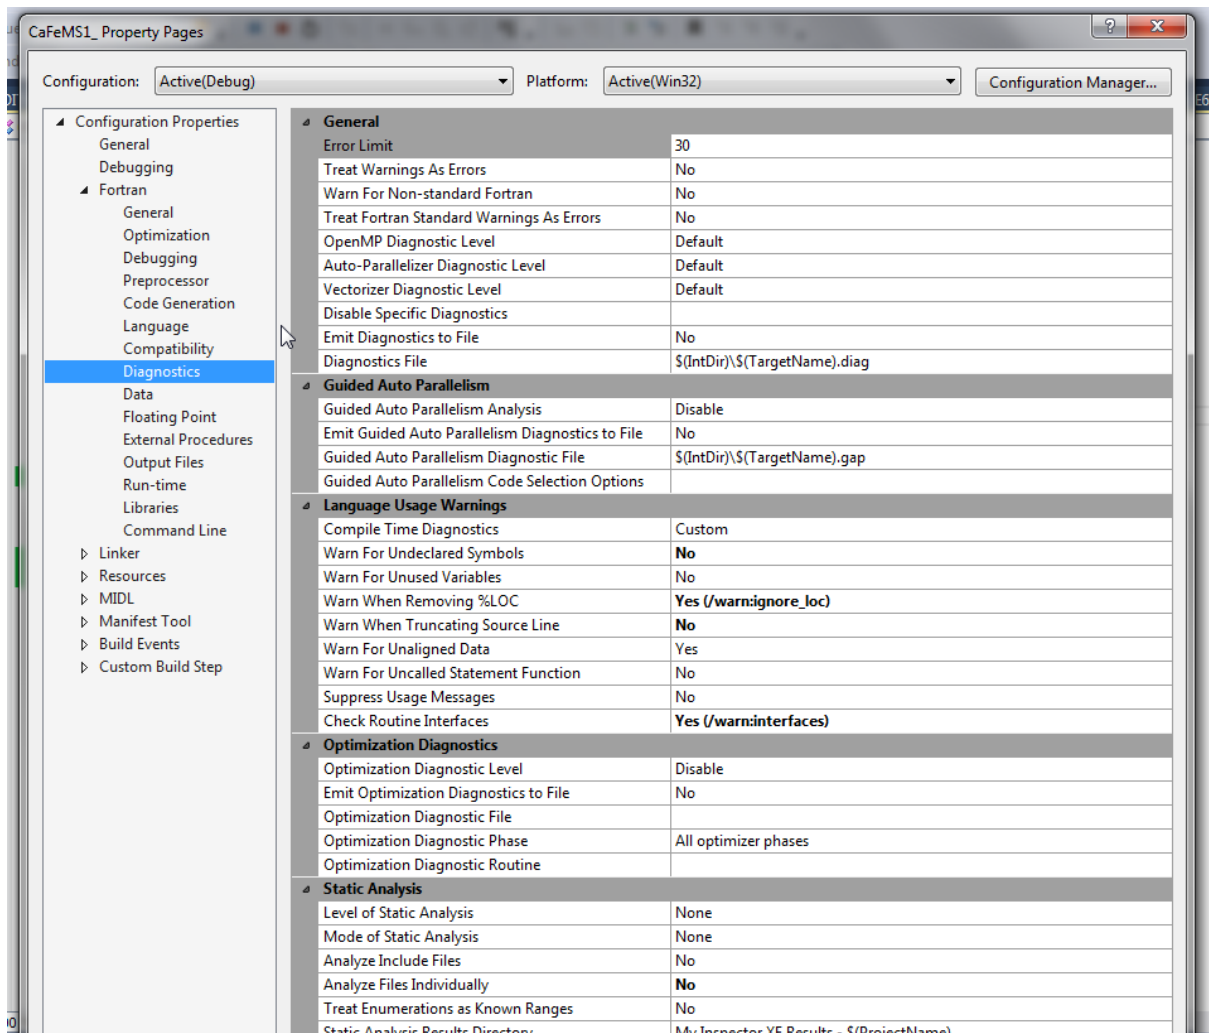 CaFeMS1_ Property Pages
Configuration: Active(Debug) Platform: Active(Win32) Configuration Manager...
Configuration Properties
General
Debugging
Fortran
General
Optimization
Debugging
Preprocessor
Code Generation
Language
Compatibility
Diagnostics
Data
Floating Point
External Procedures
Output Files
Run-time
Libraries
Command Line
Linker
Resources
MIDL
Manifest Tool
Build Events
Custom Build Step
General
Error Limit 30
Treat Warnings As Errors No
Warn For Non-standard Fortran No
Treat Fortran Standard Warnings As Errors No
OpenMP Diagnostic Level Default
Auto-Parallelizer Diagnostic Level Default
Vectorizer Diagnostic Level Default
Disable Specific Diagnostics
Emit Diagnostics to File No
Diagnostics File $(IntDir)\$(TargetName).diag
Guided Auto Parallelism
Guided Auto Parallelism Analysis Disable
Emit Guided Auto Parallelism Diagnostics to File No
Guided Auto Parallelism Diagnostic File $(IntDir)\$(TargetName).gap
Guided Auto Parallelism Code Selection Options
Language Usage Warnings
Compile Time Diagnostics Custom
Warn For Undeclared Symbols No
Warn For Unused Variables No
Warn When Removing %LOC Yes (/warn:ignore_loc)
Warn When Truncating Source Line No
Warn For Unaligned Data Yes
Warn For Uncalled Statement Function No
Suppress Usage Messages No
Check Routine Interfaces Yes (/warn:interfaces)
Optimization Diagnostics
Optimization Diagnostic Level Disable
Emit Optimization Diagnostics to File No
Optimization Diagnostic File
Optimization Diagnostic Phase All optimizer phases
Optimization Diagnostic Routine
Static Analysis
Level of Static Analysis None
Mode of Static Analysis None
Analyze Include Files No
Analyze Files Individually No
Treat Enumerations as Known Ranges No
Static Analysis Results Directory My Inspector XE Results - $(ProjectName)